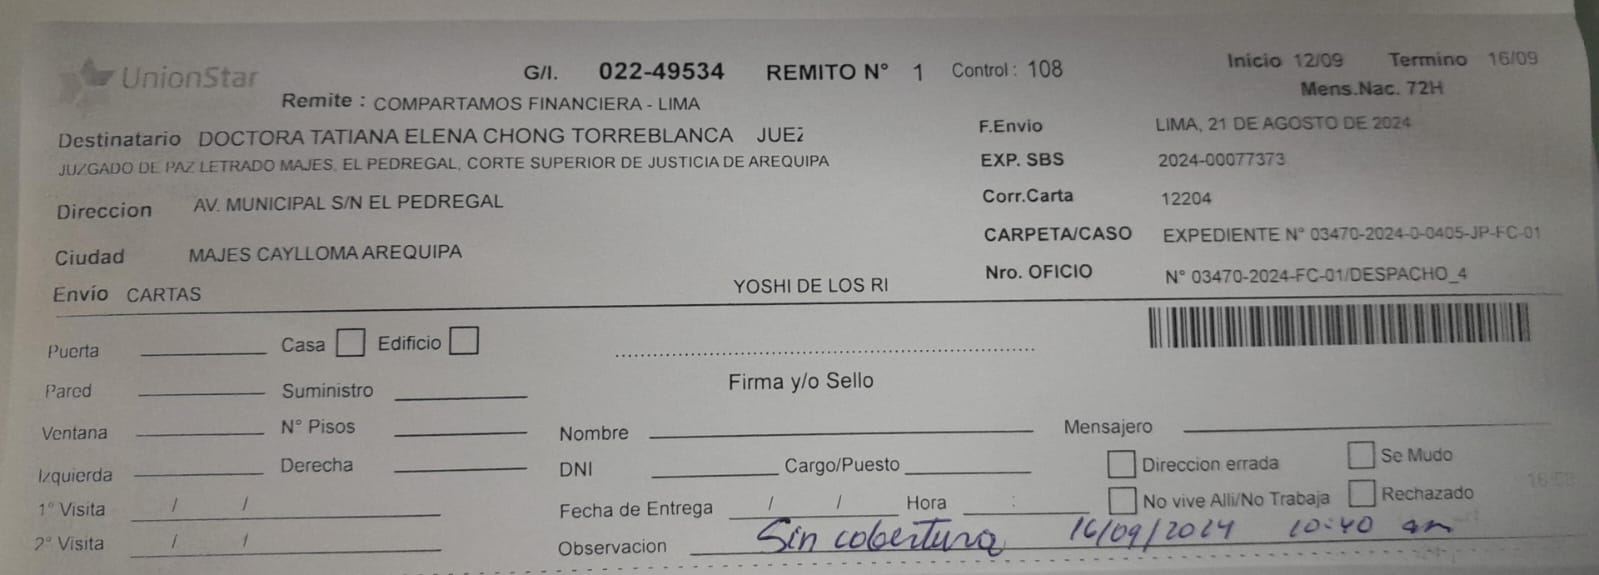 UnionStar
G/I. 022-49534 REMITO N° 1 Control : 108
Inicio 12/09 Termino 16/09
Mens.Nac. 72H
Remite : COMPARTAMOS FINANCIERA - LIMA
Destinatario DOCTORA TATIANA ELENA CHONG TORREBLANCA JUEZ
JUZGADO DE PAZ LETRADO MAJES, EL PEDREGAL, CORTE SUPERIOR DE JUSTICIA DE AREQUIPA
Direccion AV. MUNICIPAL S/N EL PEDREGAL
Ciudad MAJES CAYLLOMA AREQUIPA
Envío CARTAS
YOSHI DE LOS RI
F.Envio LIMA, 21 DE AGOSTO DE 2024
EXP. SBS 2024-00077373
Corr.Carta 12204
CARPETA/CASO EXPEDIENTE N° 03470-2024-0-0405-JP-FC-01
Nro. OFICIO N° 03470-2024-FC-01/DESPACHO_4
Puerta Casa Edificio
Pared Suministro
Ventana N° Pisos
Izquierda Derecha
1° Visita / /
2° Visita / /
Firma y/o Sello
Nombre
DNI Cargo/Puesto
Fecha de Entrega / / Hora :
Mensajero
Direccion errada Se Mudo
No vive Alli/No Trabaja Rechazado
Observacion Sin cobertura 16/09/2024 10:40 am